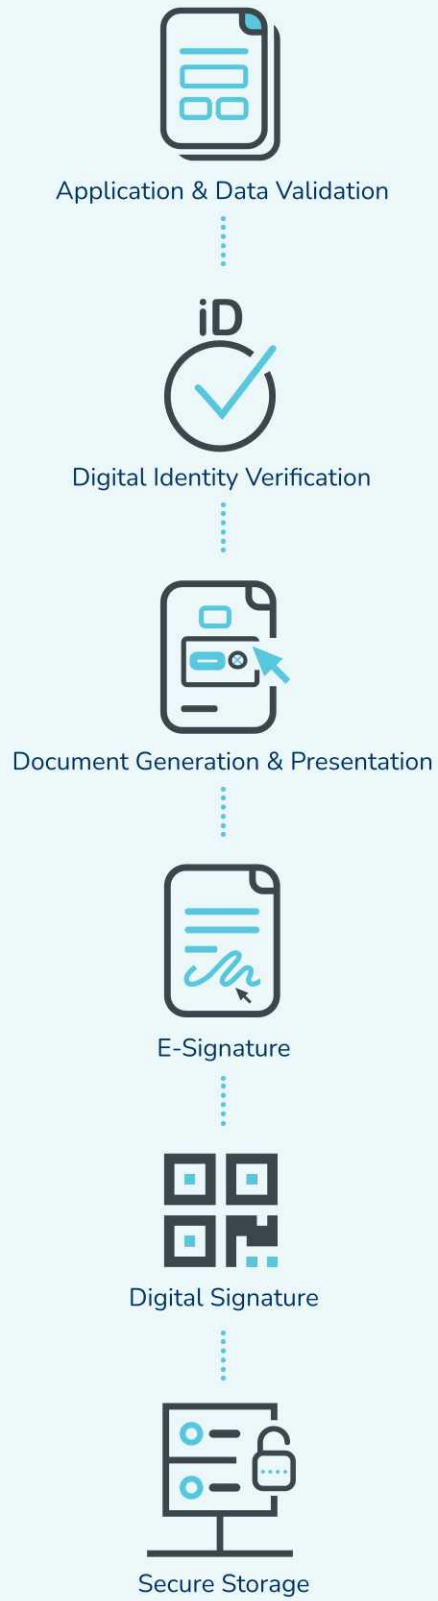 Application & Data Validation
iD
Digital Identity Verification
Document Generation & Presentation
E-Signature
Digital Signature
Secure Storage